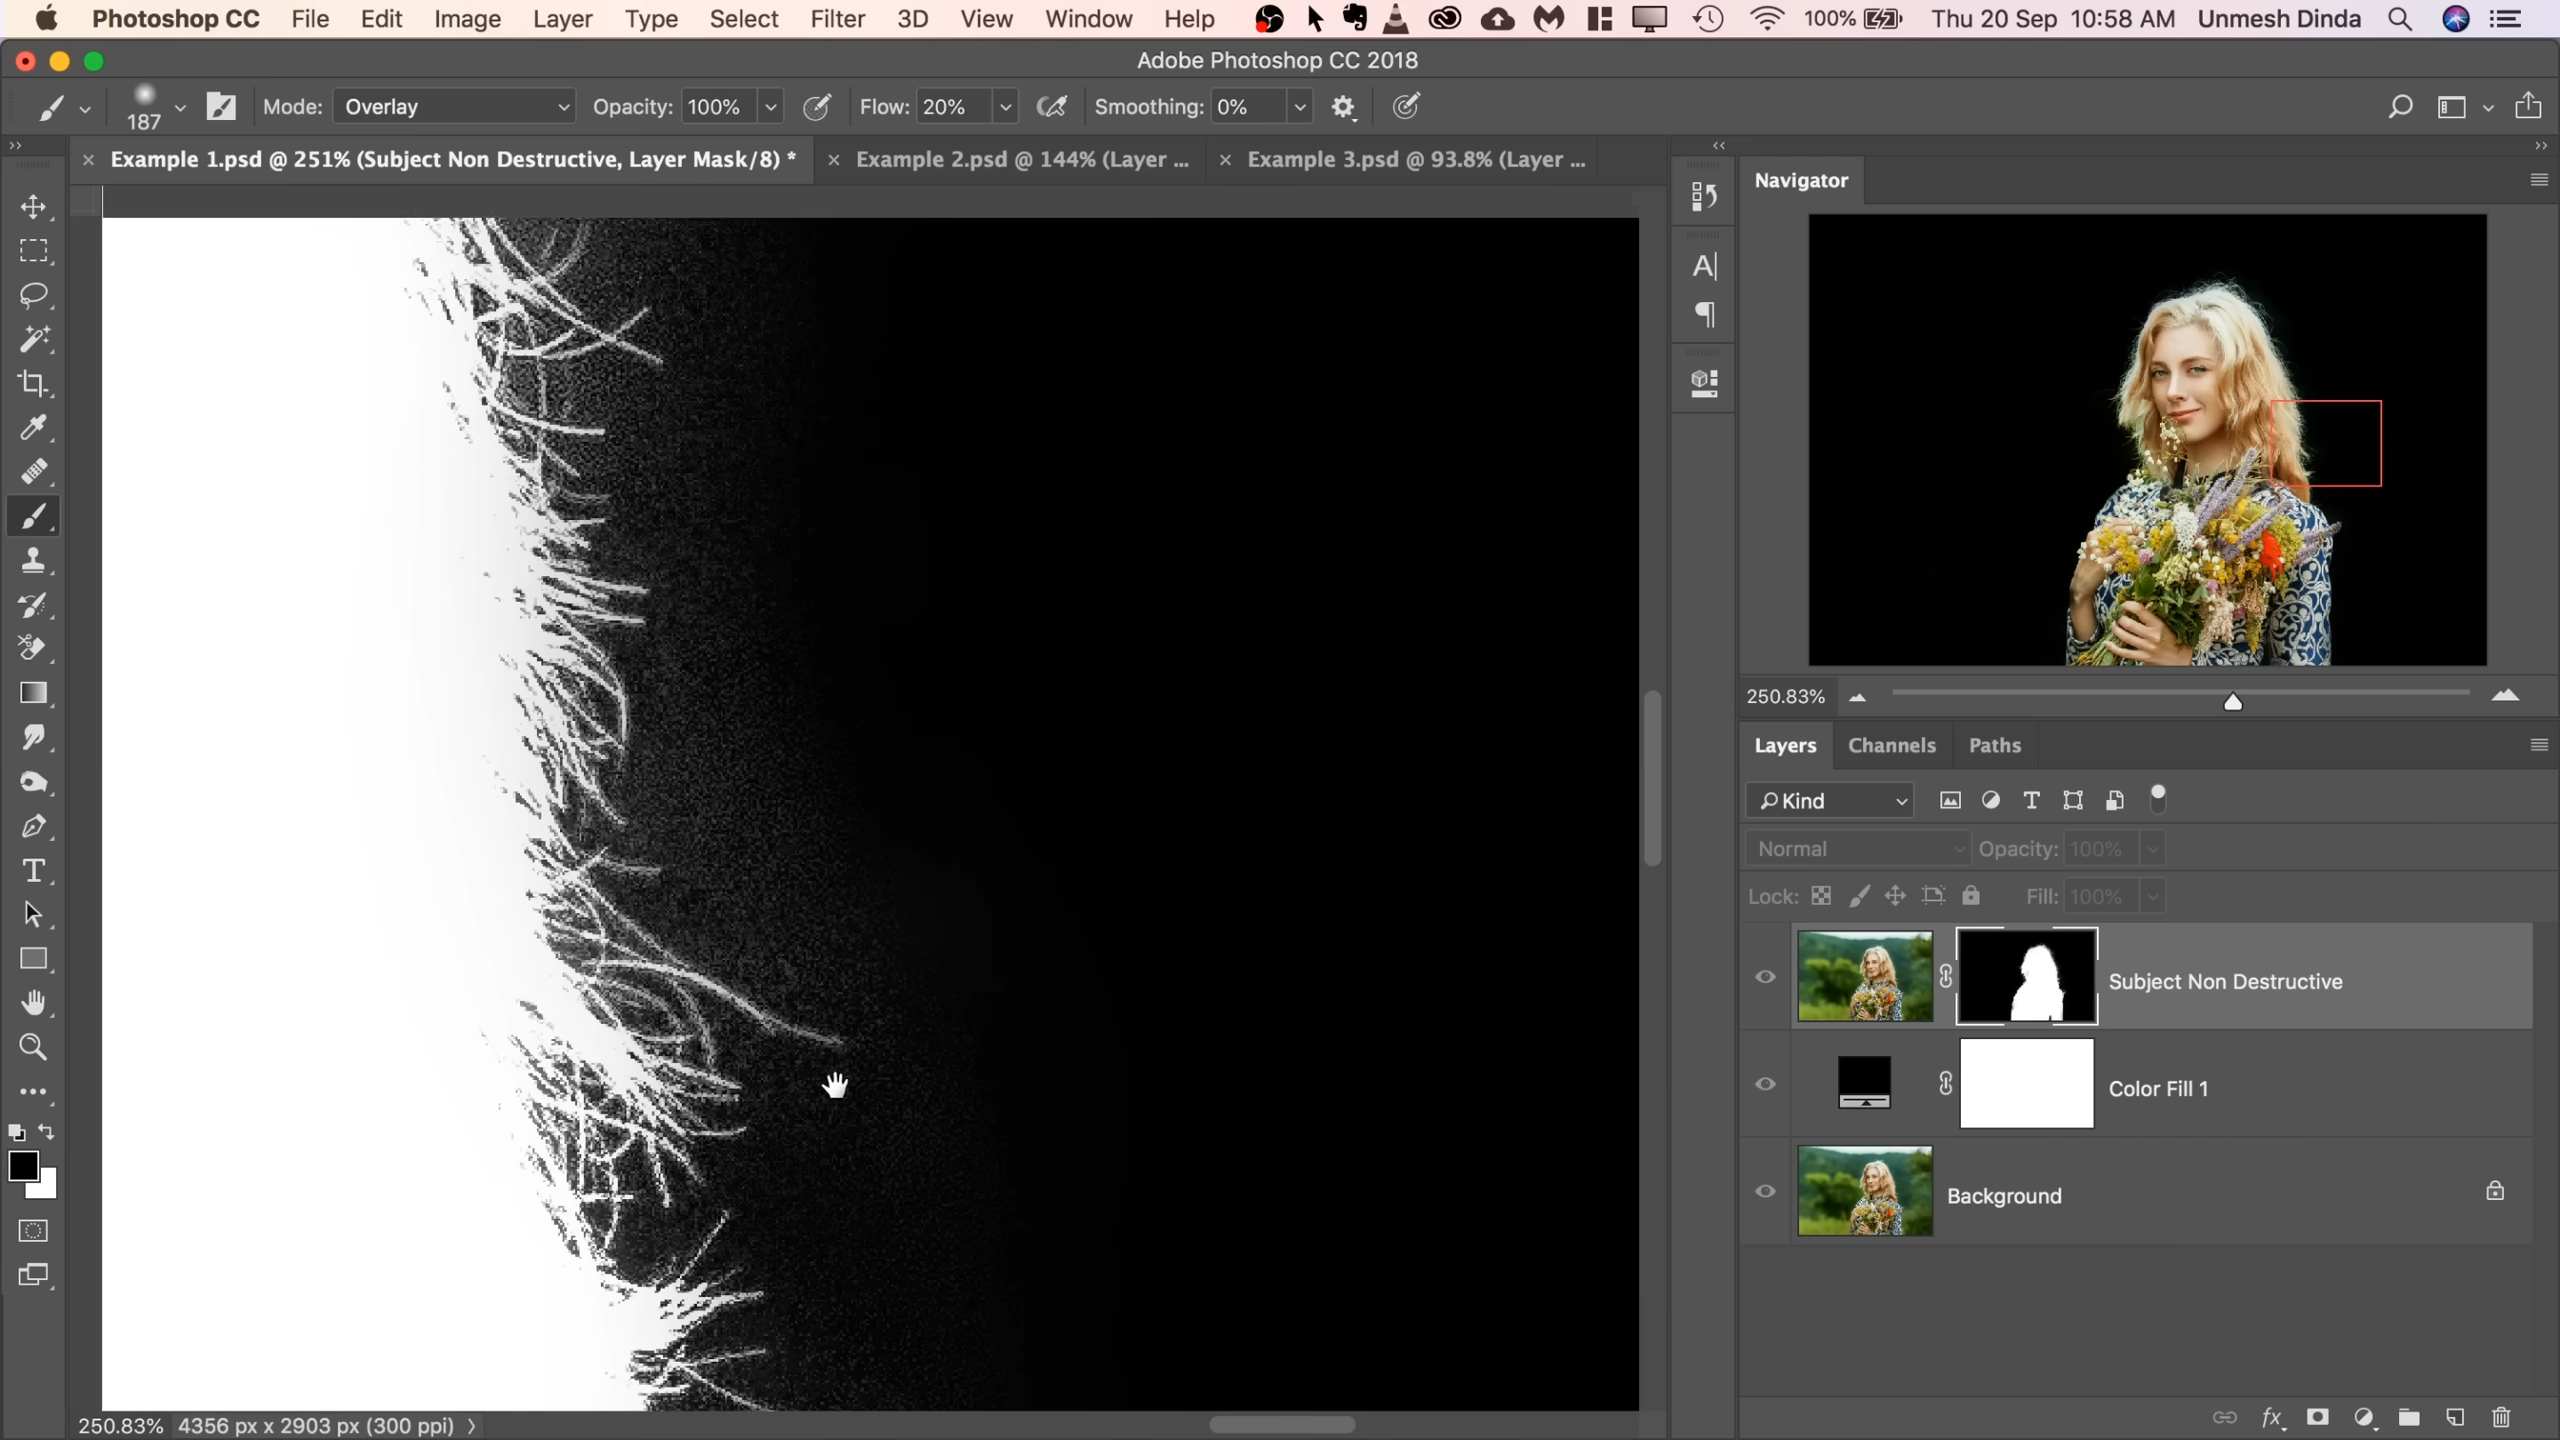 Photoshop CC File Edit Image Layer Type Select Filter 3D View Window Help 100% Thu 20 Sep 10:58 AM Unmesh Dinda
Adobe Photoshop CC 2018
187 Mode: Overlay Opacity: 100% Flow: 20% Smoothing: 0%
Example 1.psd @ 251% (Subject Non Destructive, Layer Mask/8) * Example 2.psd @ 144% (Layer ... Example 3.psd @ 93.8% (Layer ...
Navigator
250.83%
Layers Channels Paths
Kind
Normal Opacity: 100%
Lock: Fill: 100%
Subject Non Destructive
Color Fill 1
Background
fx
250.83% 4356 px x 2903 px (300 ppi)